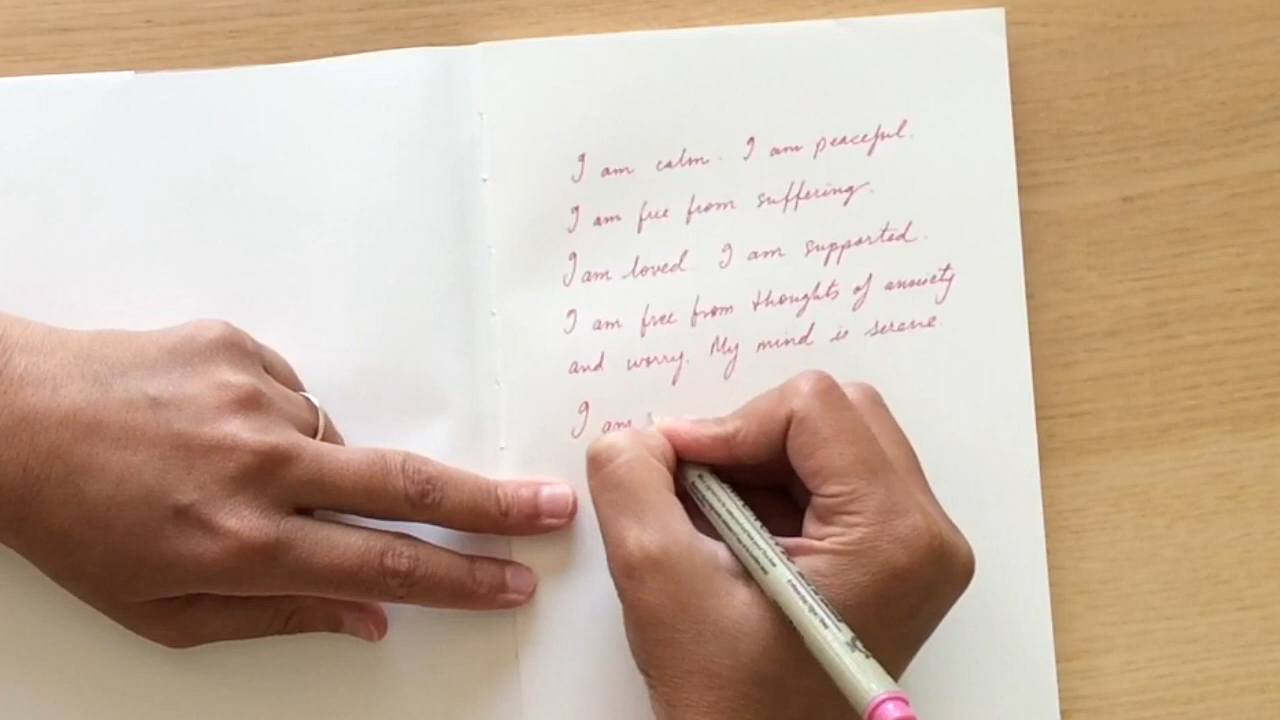 I am calm. I am peaceful.
I am free from suffering.
I am loved. I am supported.
I am free from thoughts of anxiety
and worry. My mind is serene.
I am